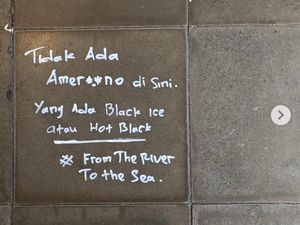 Tidak Ada
Amer**no di Sini.
Yang Ada Black Ice
atau Hot Black
※ From The River
To the Sea.